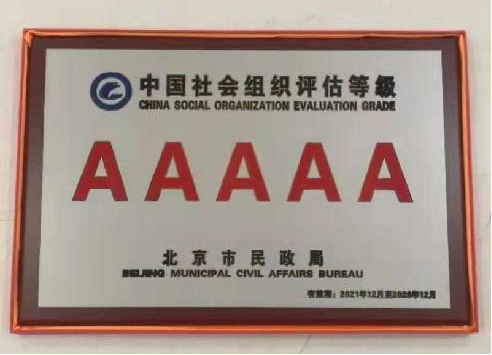 中国社会组织评估等级
CHINA SOCIAL ORGANIZATION EVALUATION GRADE
AAAAA
北京市民政局
BEIJING MUNICIPAL CIVIL AFFAIRS BUREAU
有效期：2021年12月至2026年12月